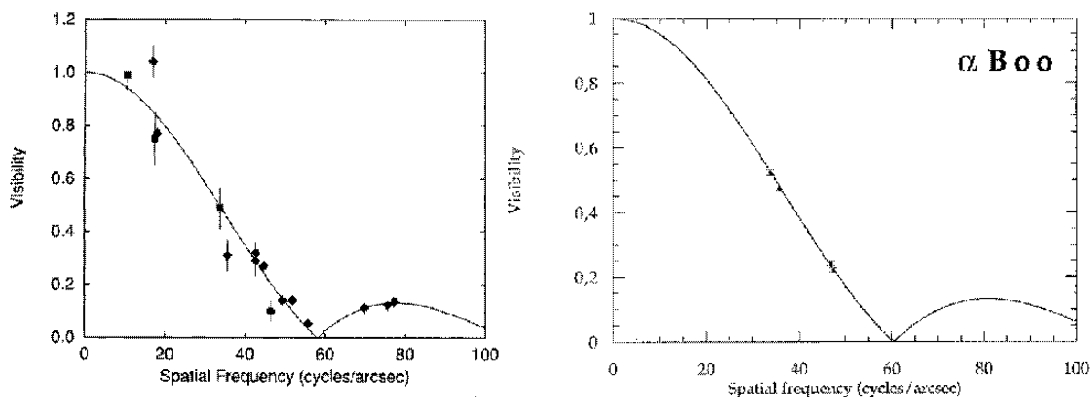 1.2
1.0
0.8
0.6
0.4
0.2
0.0
Visibility
0 20 40 60 80 100
Spatial Frequency (cycles/arcsec)
α Boo
1
0,8
0,6
0,4
0,2
0
Visibility
0 20 40 60 80 100
Spatial frequency (cycles/arcsec)